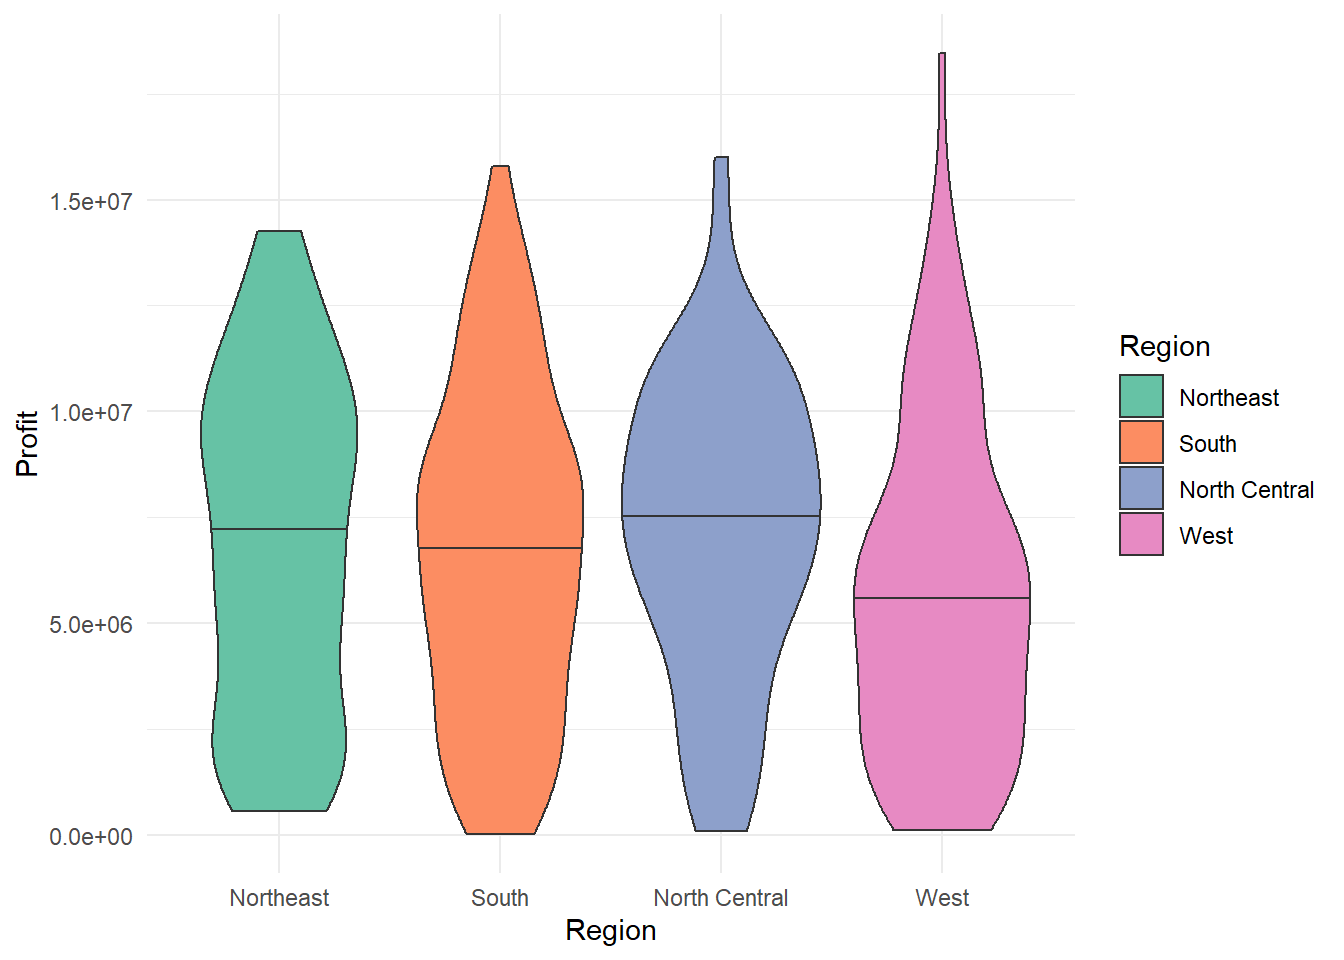 1.5e+07
1.0e+07
5.0e+06
0.0e+00
Profit
Northeast
South
North Central
West
Region
Region
Northeast
South
North Central
West